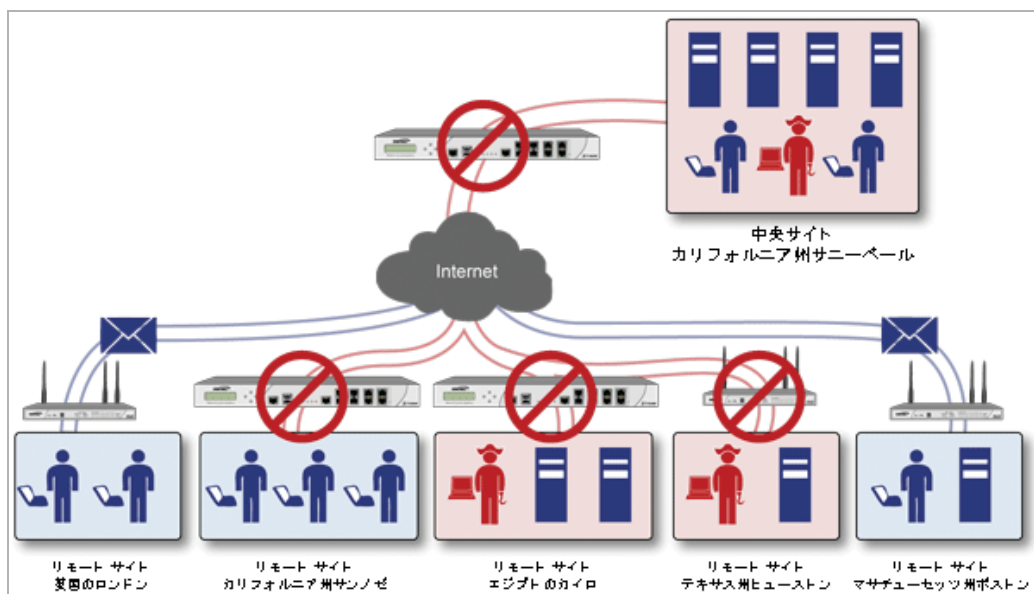 中央サイト
カリフォルニア州サニーベール
Internet
リモート サイト
英国のロンドン
リモート サイト
カリフォルニア州サンノゼ
リモート サイト
エジプトのカイロ
リモート サイト
テキサス州ヒューストン
リモート サイト
マサチューセッツ州ボストン